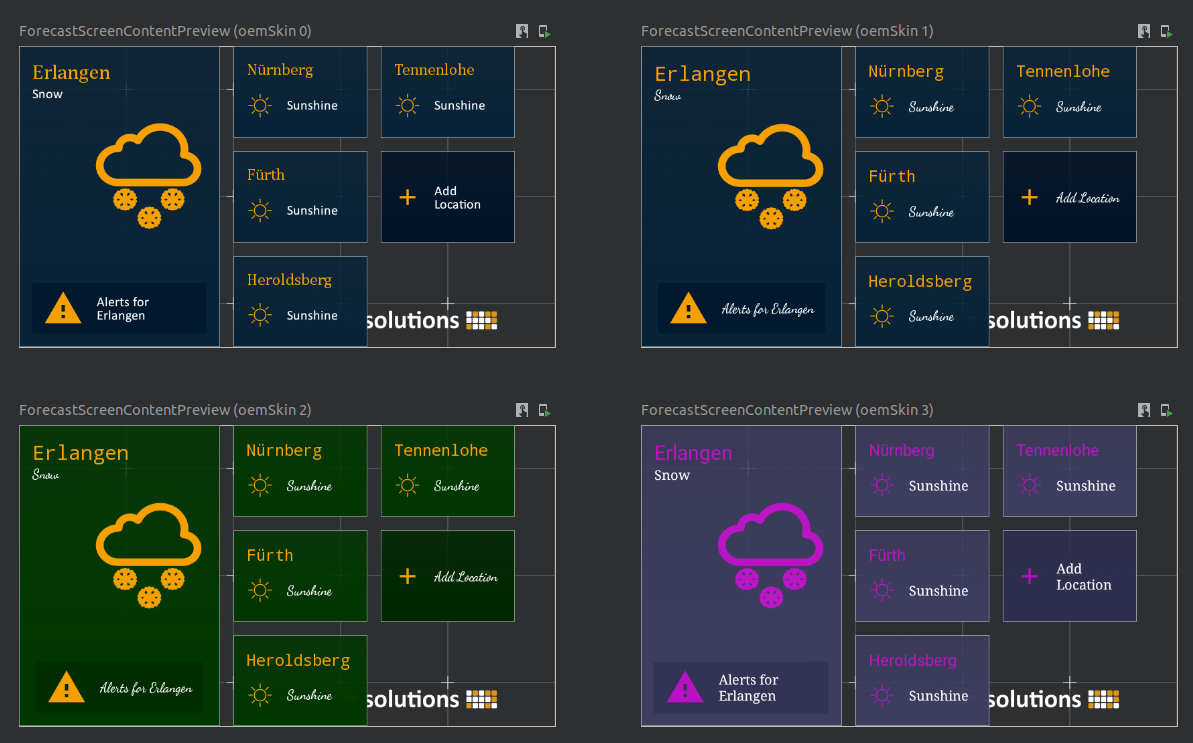 ForecastScreenContentPreview (oemSkin 0)
Erlangen
Snow
Alerts for
Erlangen
Nürnberg
Sunshine
Tennenlohe
Sunshine
Fürth
Sunshine
Add
Location
Heroldsberg
Sunshine
solutions
ForecastScreenContentPreview (oemSkin 1)
Erlangen
Snow
Alerts for Erlangen
Nürnberg
Sunshine
Tennenlohe
Sunshine
Fürth
Sunshine
Add Location
Heroldsberg
Sunshine
solutions
ForecastScreenContentPreview (oemSkin 2)
Erlangen
Snow
Alerts for Erlangen
Nürnberg
Sunshine
Tennenlohe
Sunshine
Fürth
Sunshine
Add Location
Heroldsberg
Sunshine
solutions
ForecastScreenContentPreview (oemSkin 3)
Erlangen
Snow
Alerts for
Erlangen
Nürnberg
Sunshine
Tennenlohe
Sunshine
Fürth
Sunshine
Add
Location
Heroldsberg
Sunshine
solutions